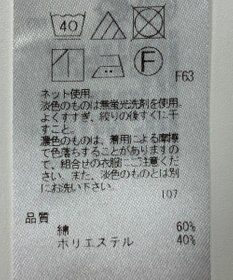 40
F
F63
ネット使用
淡色のものは無蛍光洗剤を使用。
よくすすぎ、絞りの後すぐに干
すこと。
濃色のものは、着用による摩擦
で色落ちすることがありますの
で、組合せの衣服にご注意くださ
い。また、淡色のものとは別
にお洗い下さい。
107
品質
綿 60%
ポリエステル 40%